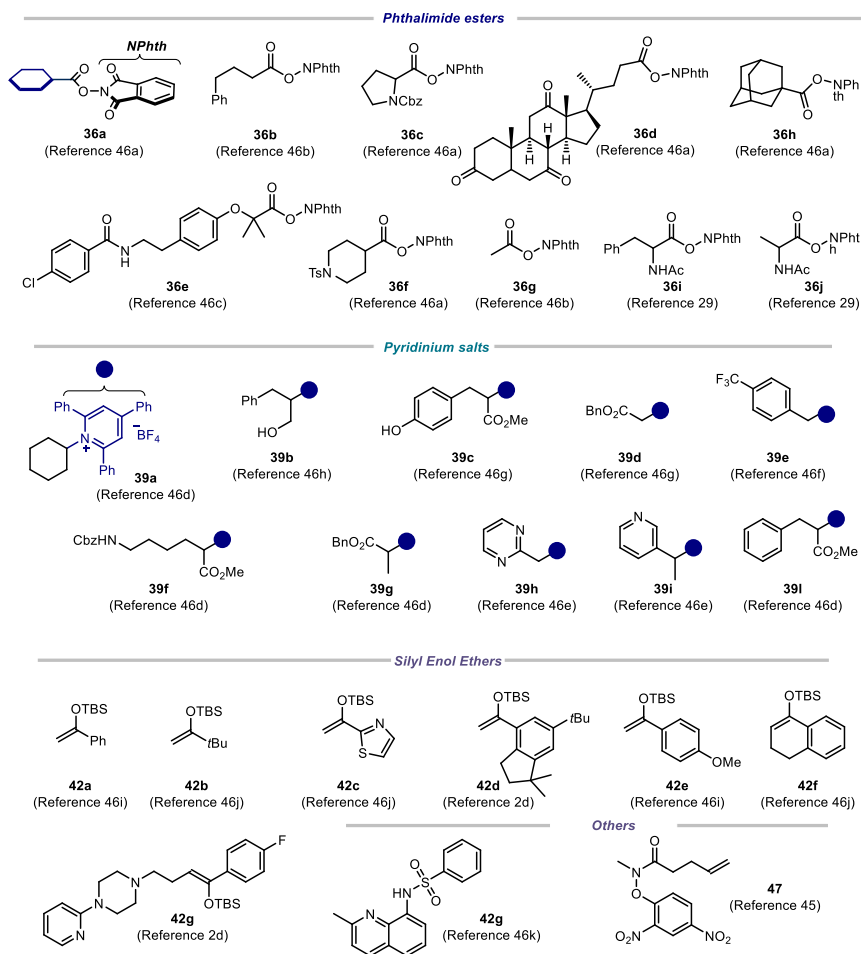 Phthalimide esters
NPhth
O
O
N
O
O
36a
(Reference 46a)
O
O
NPhth
Ph
36b
(Reference 46b)
O
O
NPhth
N
Cbz
36c
(Reference 46a)
O
O
NPhth
O
H
H
H
O
O
36d
(Reference 46a)
O
NPh
th
O
36h
(Reference 46a)
O
N
H
Cl
O
O
O
NPhth
36e
(Reference 46c)
O
O
NPhth
TsN
36f
(Reference 46a)
O
O
NPhth
36g
(Reference 46b)
O
Ph
O
NPhth
NHAc
36i
(Reference 29)
O
O
NPht
h
NHAc
36j
(Reference 29)
Pyridinium salts
Ph
Ph
N
+
−
BF4
Ph
39a
(Reference 46d)
Ph
HO
39b
(Reference 46h)
HO
CO2Me
39c
(Reference 46g)
BnO2C
39d
(Reference 46g)
F3C
39e
(Reference 46f)
CbzHN
CO2Me
39f
(Reference 46d)
BnO2C
39g
(Reference 46d)
N
N
39h
(Reference 46e)
N
39i
(Reference 46e)
CO2Me
39l
(Reference 46d)
Silyl Enol Ethers
OTBS
Ph
42a
(Reference 46i)
OTBS
tBu
42b
(Reference 46j)
OTBS
N
S
42c
(Reference 46j)
OTBS
tBu
42d
(Reference 2d)
OTBS
OMe
42e
(Reference 46i)
OTBS
42f
(Reference 46j)
Others
F
N
N
OTBS
N
42g
(Reference 2d)
O
HN
S
O
N
42g
(Reference 46k)
O
N
O
O2N
NO2
47
(Reference 45)